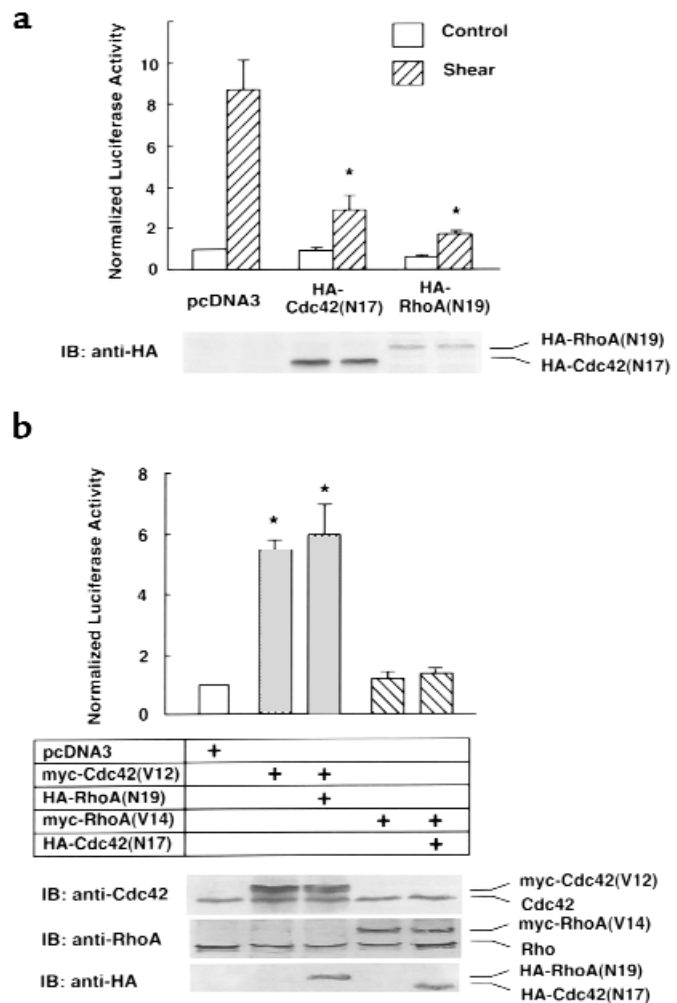 a
Control
Shear
Normalized Luciferase Activity
10
8
6
4
2
0
*
*
pcDNA3
HA-
Cdc42(N17)
HA-
RhoA(N19)
IB: anti-HA
HA-RhoA(N19)
HA-Cdc42(N17)
b
Normalized Luciferase Activity
8
6
4
2
0
*
*
pcDNA3 +
myc-Cdc42(V12) + +
HA-RhoA(N19) +
myc-RhoA(V14) + +
HA-Cdc42(N17) +
IB: anti-Cdc42
myc-Cdc42(V12)
Cdc42
IB: anti-RhoA
myc-RhoA(V14)
Rho
IB: anti-HA
HA-RhoA(N19)
HA-Cdc42(N17)